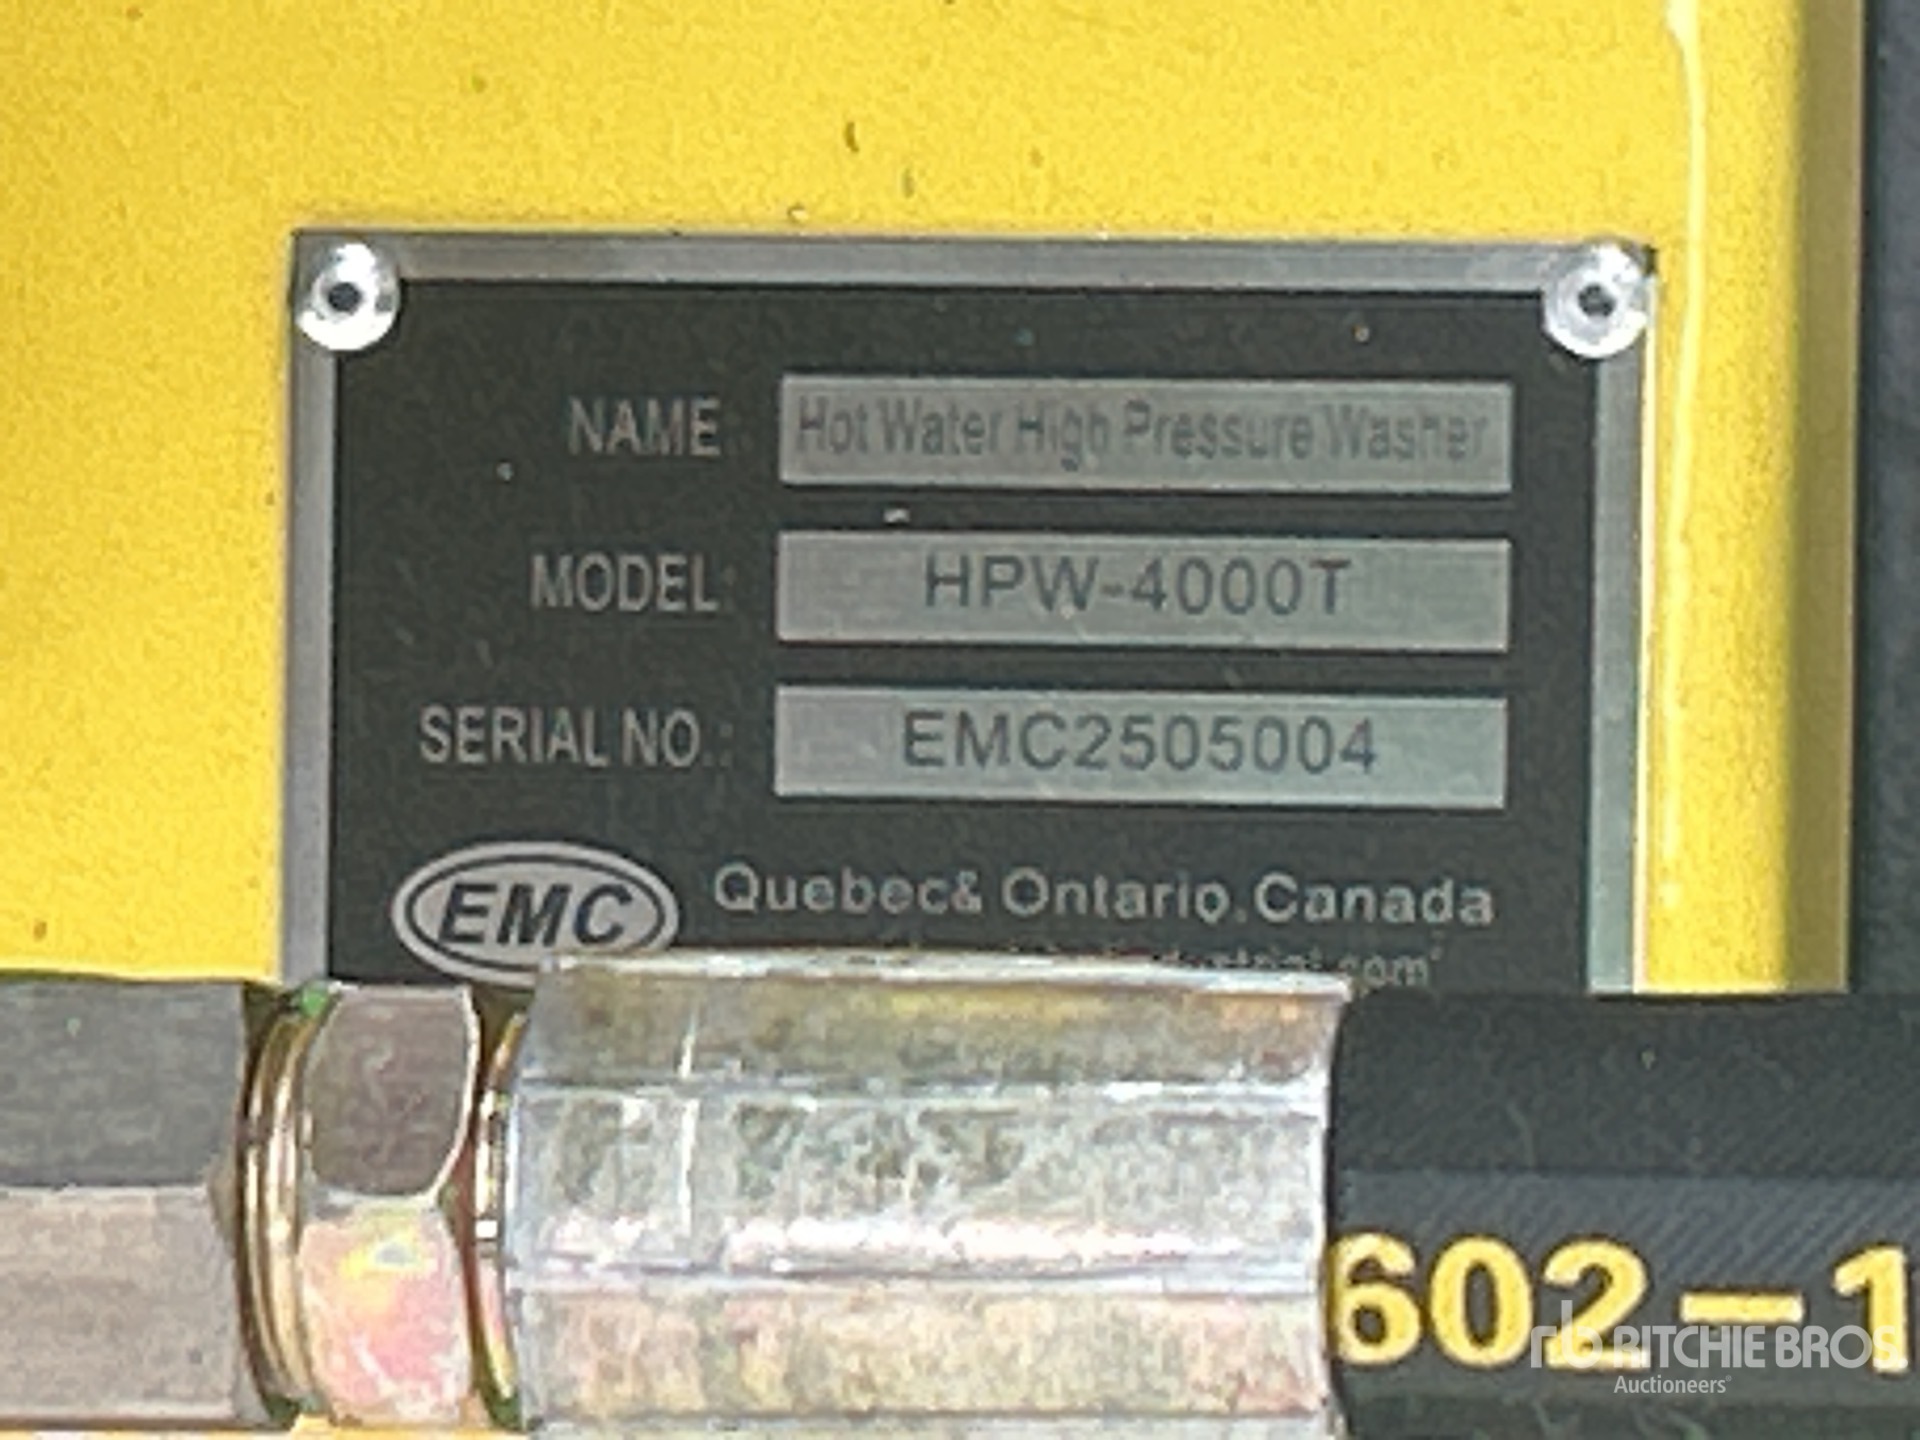 NAME: Hot Water High Pressure Washer
MODEL: HPW-4000T
SERIAL NO.: EMC2505004
EMC Quebec& Ontario, Canada
602-1
rb RITCHIE BROS
Auctioneers